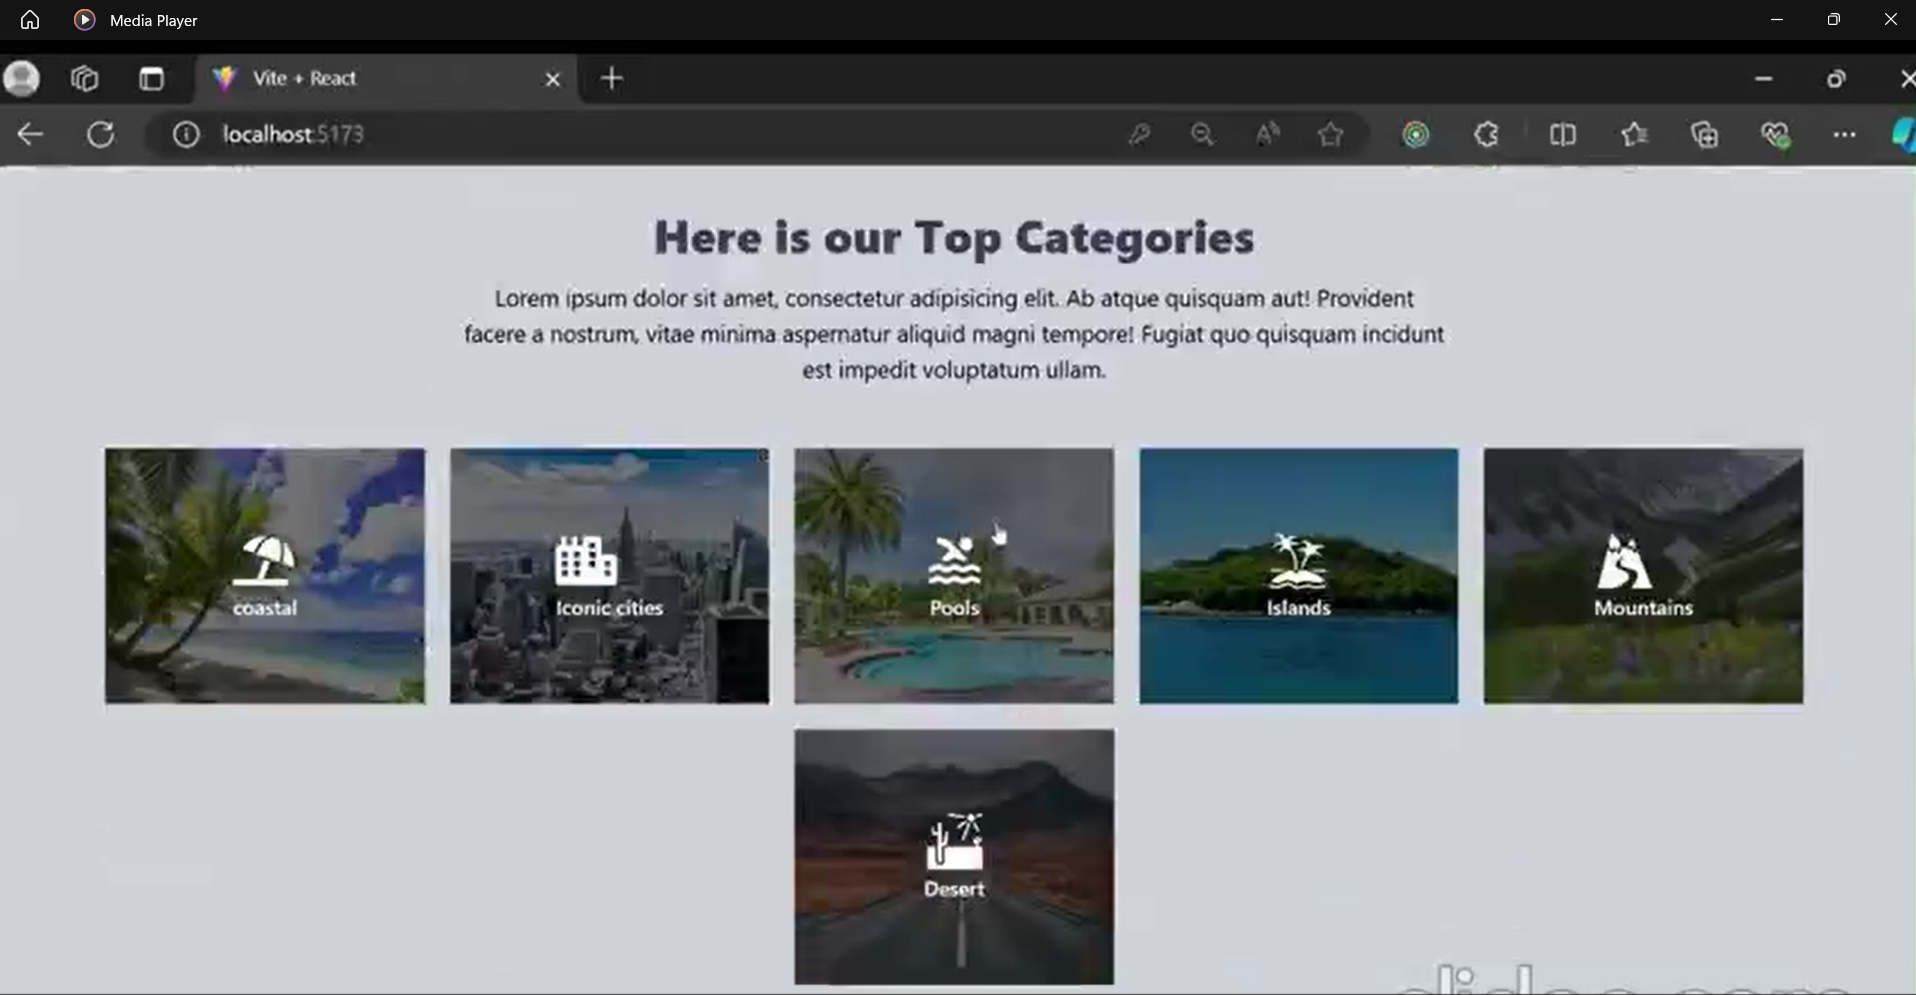 Media Player
Vite + React
localhost:5173
Here is our Top Categories
Lorem ipsum dolor sit amet, consectetur adipisicing elit. Ab atque quisquam aut! Provident
facere a nostrum, vitae minima aspernatur aliquid magni tempore! Fugiat quo quisquam incidunt
est impedit voluptatum ullam.
coastal
Iconic cities
Pools
Islands
Mountains
Desert